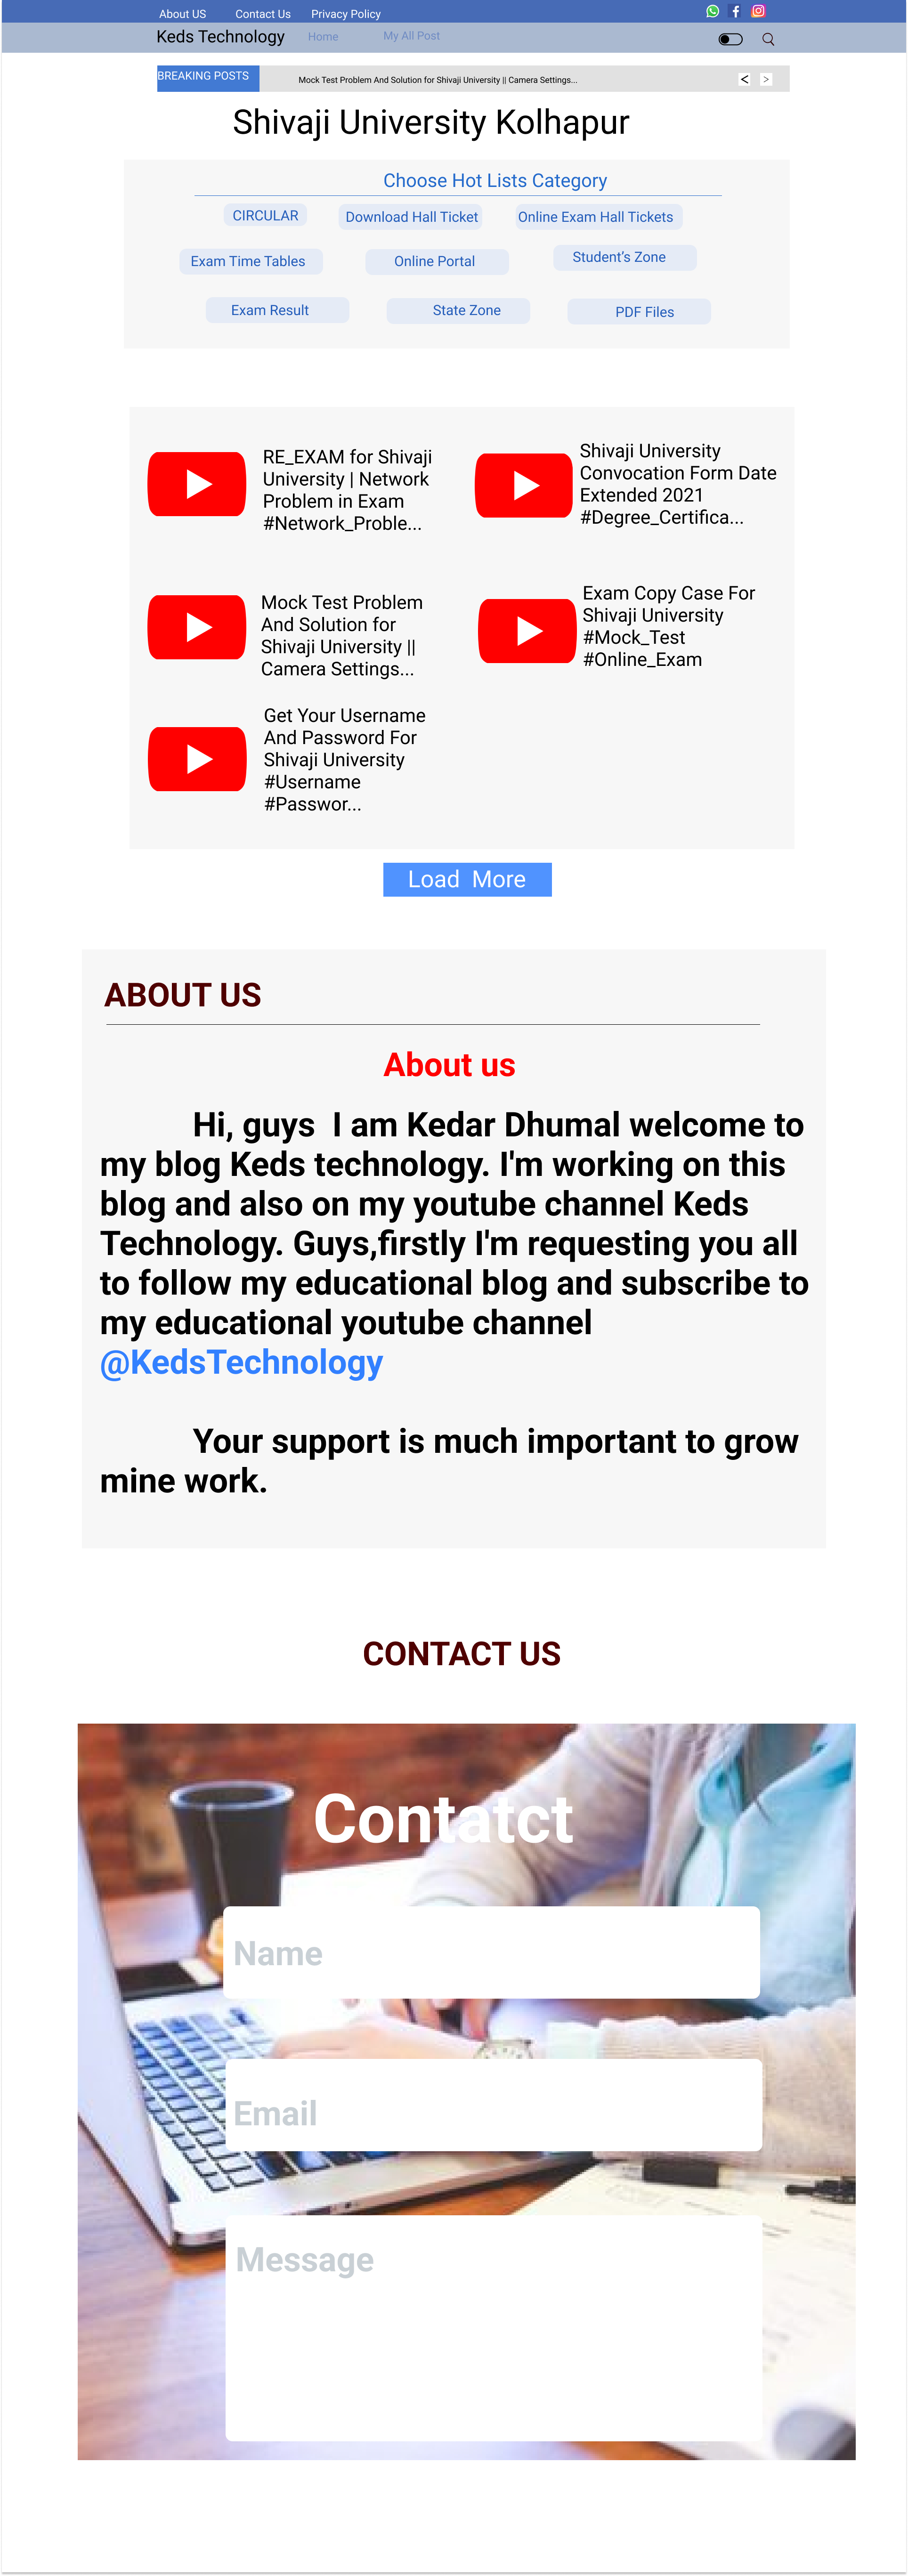 About US Contact Us Privacy Policy
Keds Technology Home My All Post
BREAKING POSTS Mock Test Problem And Solution for Shivaji University || Camera Settings... < >
Shivaji University Kolhapur
Choose Hot Lists Category
CIRCULAR Download Hall Ticket Online Exam Hall Tickets
Exam Time Tables Online Portal Student's Zone
Exam Result State Zone PDF Files
RE_EXAM for Shivaji
University | Network
Problem in Exam
#Network_Proble...
Shivaji University
Convocation Form Date
Extended 2021
#Degree_Certifica...
Mock Test Problem
And Solution for
Shivaji University ||
Camera Settings...
Exam Copy Case For
Shivaji University
#Mock_Test
#Online_Exam
Get Your Username
And Password For
Shivaji University
#Username
#Passwor...
Load More
ABOUT US
About us
Hi, guys I am Kedar Dhumal welcome to
my blog Keds technology. I'm working on this
blog and also on my youtube channel Keds
Technology. Guys,firstly I'm requesting you all
to follow my educational blog and subscribe to
my educational youtube channel
@KedsTechnology
Your support is much important to grow
mine work.
CONTACT US
Contatct
Name
Email
Message